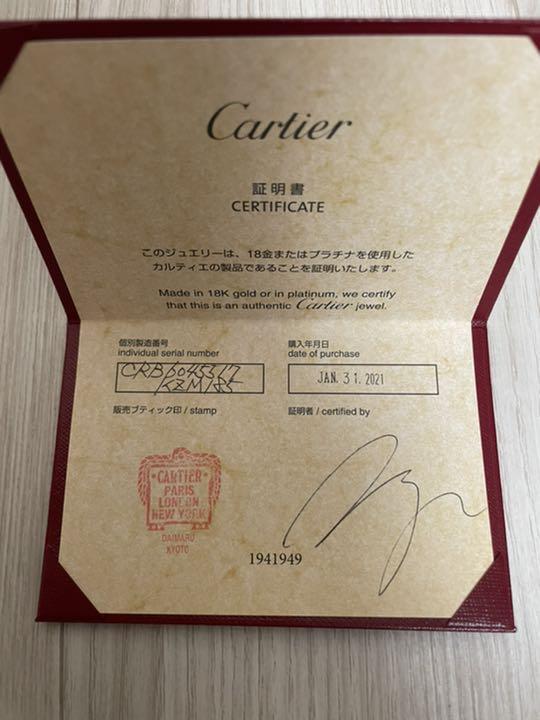 Cartier
証明書
CERTIFICATE
このジュエリーは、18金またはプラチナを使用した
カルティエの製品であることを証明いたします。
Made in 18K gold or in platinum, we certify
that this is an authentic Cartier jewel.
個別製造番号
individual serial number
CRB6045517
KZM185
購入年月日
date of purchase
JAN. 31. 2021
販売ブティック印 / stamp
証明者 / certified by
CARTIER
PARIS
LONDON
NEW YORK
DAIMARU
KYOTO
1941949